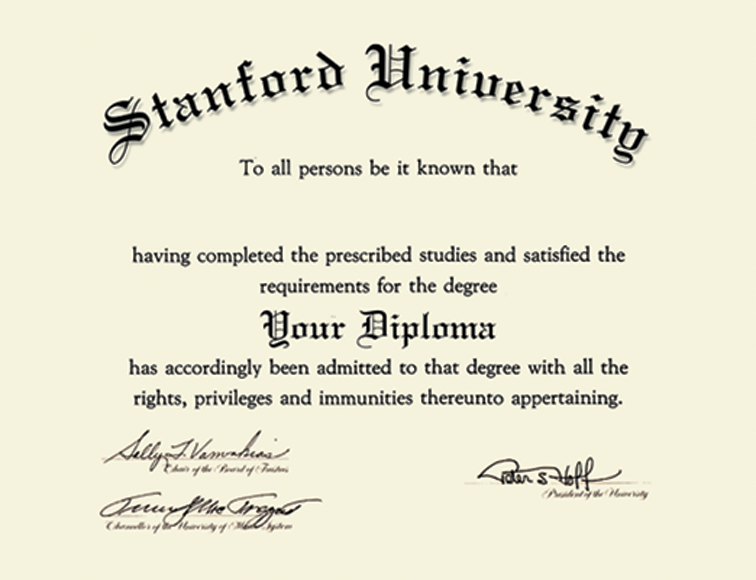 Stanford University
To all persons be it known that
having completed the prescribed studies and satisfied the
requirements for the degree
Your Diploma
has accordingly been admitted to that degree with all the
rights, privileges and immunities thereunto appertaining.
Sally J. Vamvakias
Chair of the Board of Trustees
Peter S. Hoff
President of the University
Chancellor of the University of Maine System